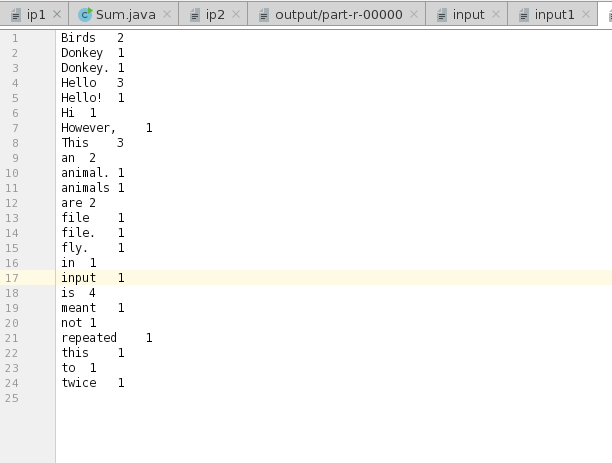 ip1 Sum.java ip2 output/part-r-00000 input input1
1 Birds 2
2 Donkey 1
3 Donkey. 1
4 Hello 3
5 Hello! 1
6 Hi 1
7 However, 1
8 This 3
9 an 2
10 animal. 1
11 animals 1
12 are 2
13 file 1
14 file. 1
15 fly. 1
16 in 1
17 input 1
18 is 4
19 meant 1
20 not 1
21 repeated 1
22 this 1
23 to 1
24 twice 1
25